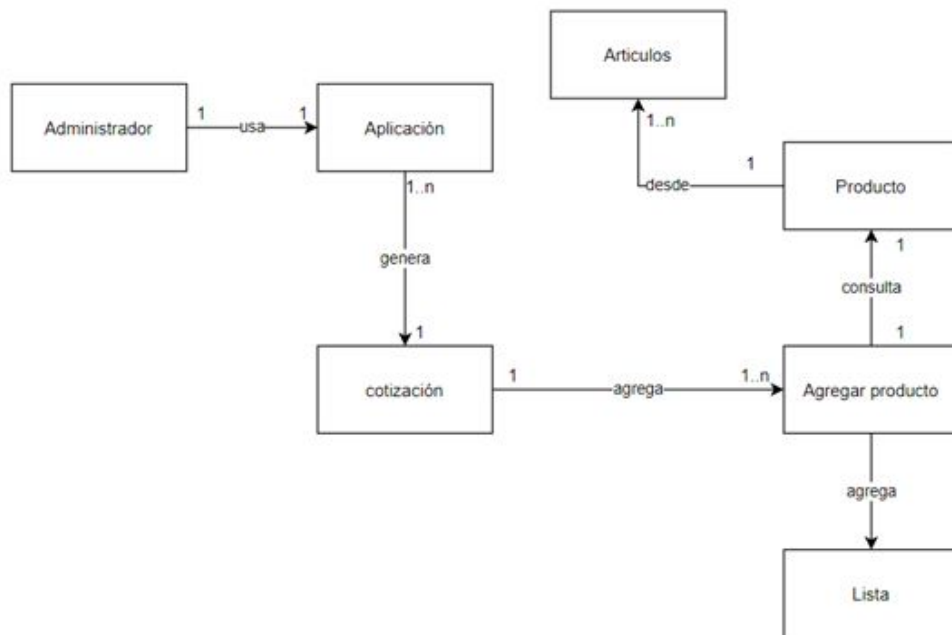 Articulos
Administrador
1
usa
1
Aplicación
1..n
1..n
desde
1
Producto
1
genera
consulta
1
1
cotización
1
agrega
1..n
Agregar producto
agrega
Lista